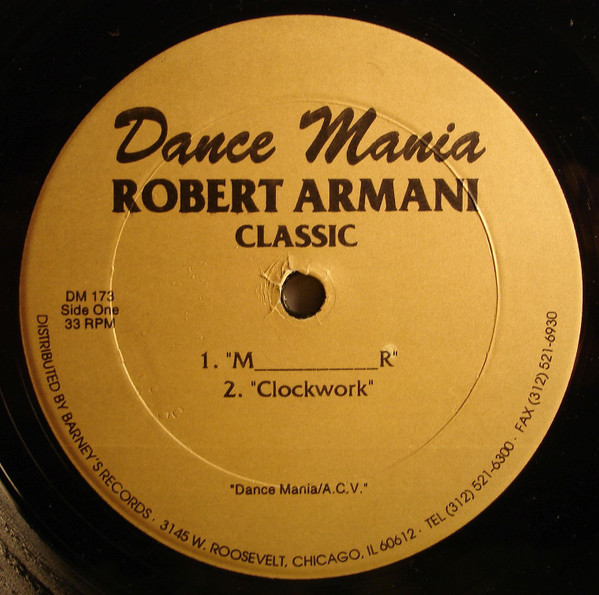 Dance Mania
ROBERT ARMANI
CLASSIC
DM 173
Side One
33 RPM
1. "M__________R"
2. "Clockwork"
"Dance Mania/A.C.V."
DISTRIBUTED BY BARNEY'S RECORDS · 3145 W. ROOSEVELT, CHICAGO, IL 60612 · TEL (312) 521-6300 · FAX (312) 521-6930